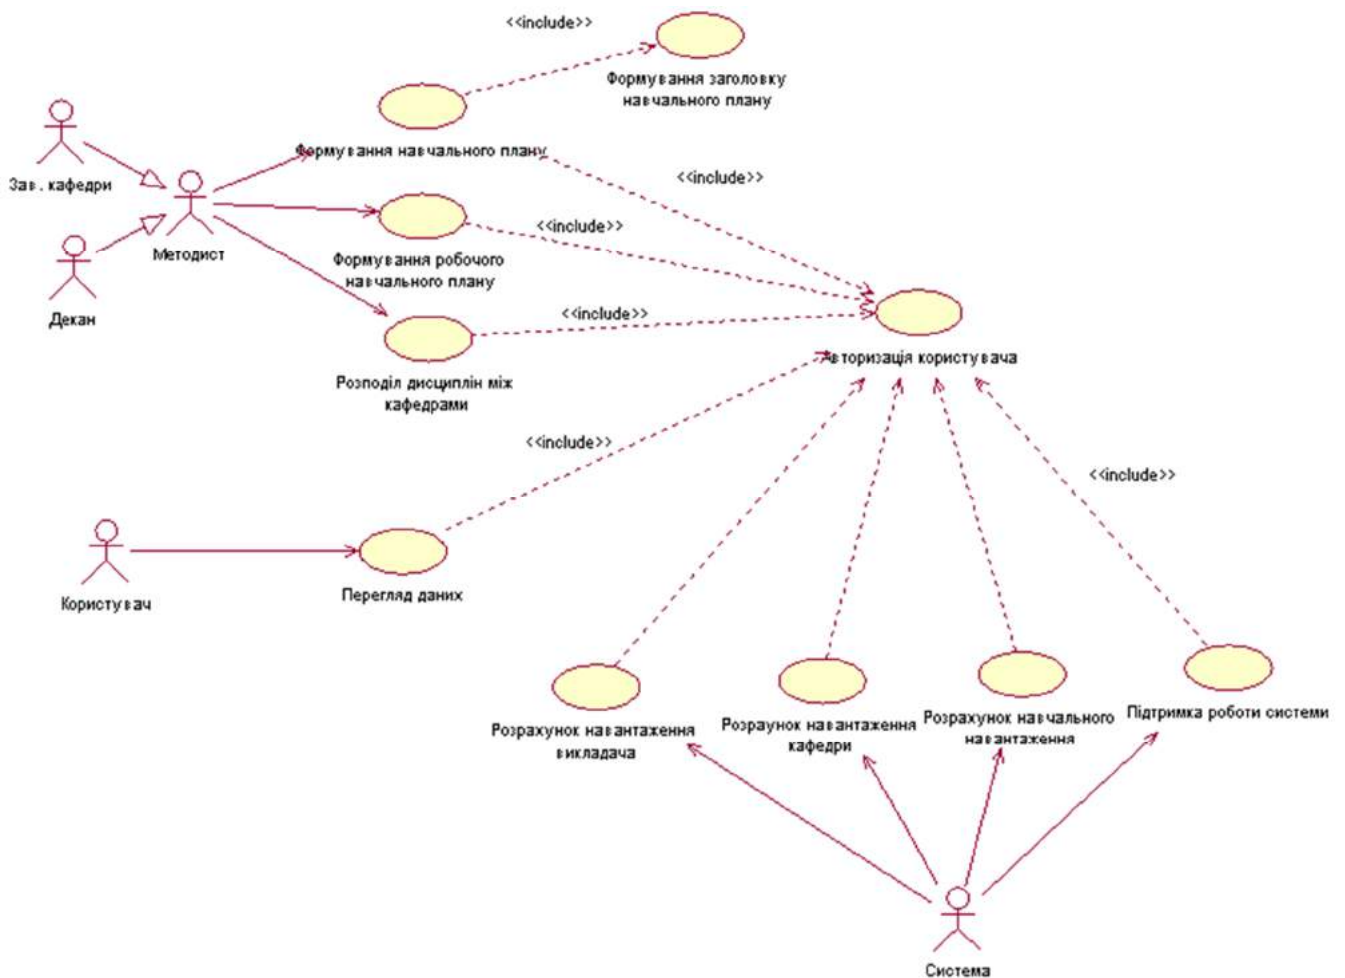 <<include>>
Формування заголовку
навчального плану
Формування навчального плану
<<include>>
Зав. кафедри
Методист
<<include>>
Формування робочого
навчального плану
Декан
<<include>>
Авторизація користувача
Розподіл дисциплін між
кафедрами
<<include>>
<<include>>
Користувач
Перегляд даних
Розрахунок навантаження
викладача
Розраунок навантаження
кафедри
Розрахунок навчального
навантаження
Підтримка роботи системи
Система